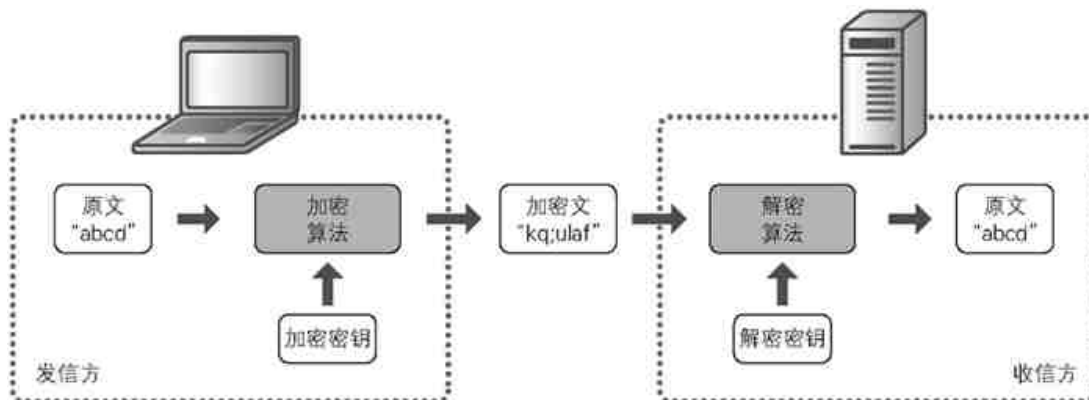 原文
"abcd"
加密
算法
加密文
"kq;ulaf"
解密
算法
原文
"abcd"
加密密钥
解密密钥
发信方
收信方